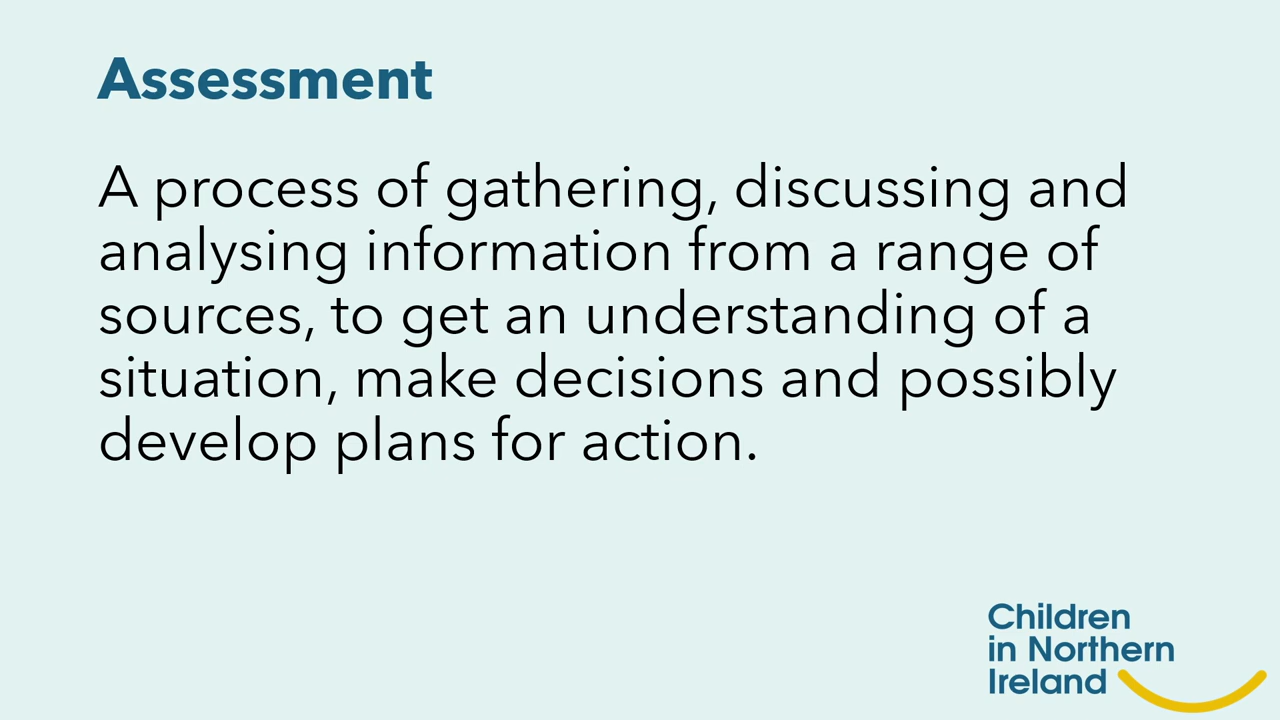 Assessment
A process of gathering, discussing and
analysing information from a range of
sources, to get an understanding of a
situation, make decisions and possibly
develop plans for action.
Children
in Northern
Ireland